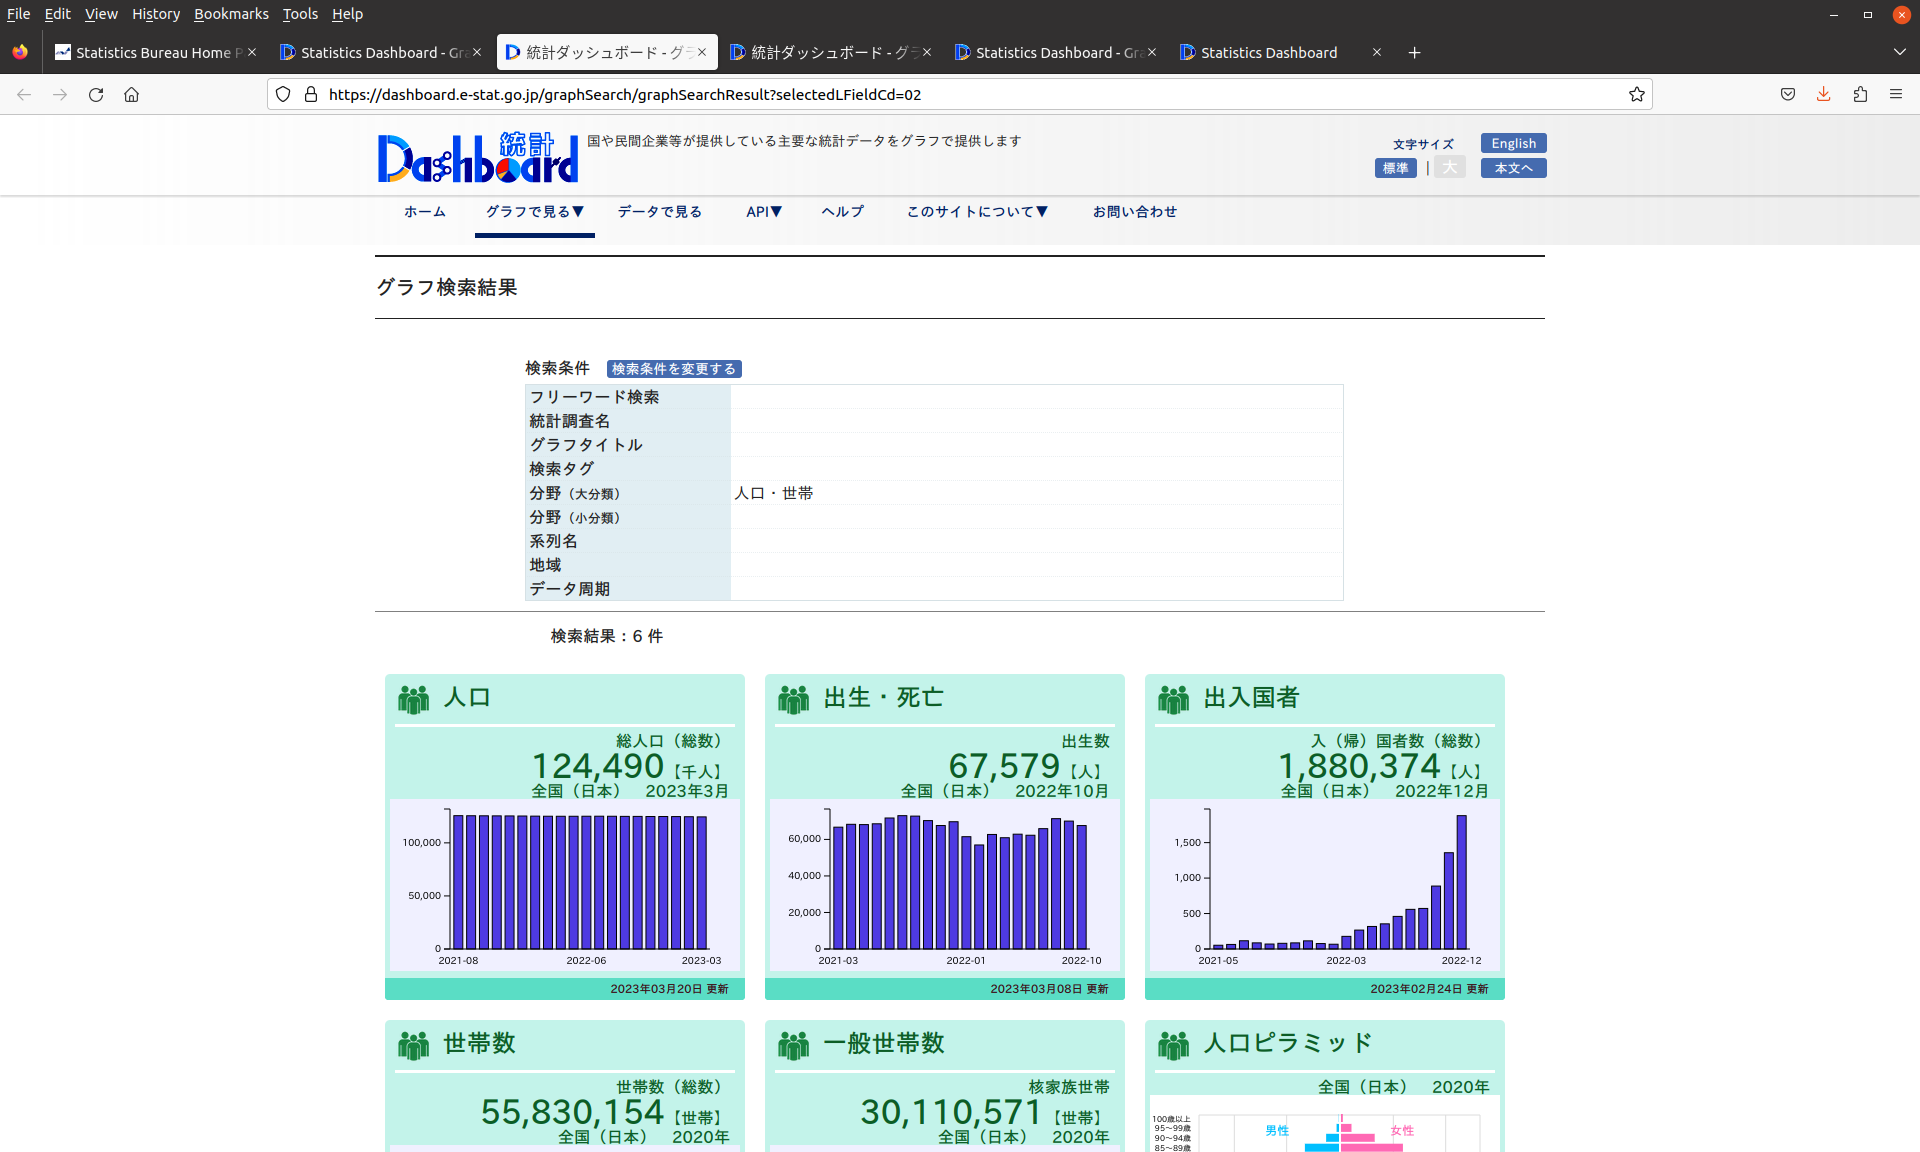 File Edit View History Bookmarks Tools Help
Statistics Bureau Home P
Statistics Dashboard - Gra
統計ダッシュボード - グラ
統計ダッシュボード - グラ
Statistics Dashboard - Gra
Statistics Dashboard
https://dashboard.e-stat.go.jp/graphSearch/graphSearchResult?selectedLFieldCd=02
統計 Dashboard
国や民間企業等が提供している主要な統計データをグラフで提供します
文字サイズ
標準 | 大
English
本文へ
ホーム グラフで見る▼ データで見る API▼ ヘルプ このサイトについて▼ お問い合わせ
グラフ検索結果
検索条件 検索条件を変更する
フリーワード検索
統計調査名
グラフタイトル
検索タグ
分野（大分類） 人口・世帯
分野（小分類）
系列名
地域
データ周期
検索結果：6 件
人口
総人口（総数）
124,490【千人】
全国（日本） 2023年3月
100,000
50,000
0
2021-08 2022-06 2023-03
2023年03月20日 更新
出生・死亡
出生数
67,579【人】
全国（日本） 2022年10月
60,000
40,000
20,000
0
2021-03 2022-01 2022-10
2023年03月08日 更新
出入国者
入（帰）国者数（総数）
1,880,374【人】
全国（日本） 2022年12月
1,500
1,000
500
0
2021-05 2022-03 2022-12
2023年02月24日 更新
世帯数
世帯数（総数）
55,830,154【世帯】
全国（日本） 2020年
一般世帯数
核家族世帯
30,110,571【世帯】
全国（日本） 2020年
人口ピラミッド
全国（日本） 2020年
100歳以上
95～99歳
90～94歳
85～89歳
男性
女性